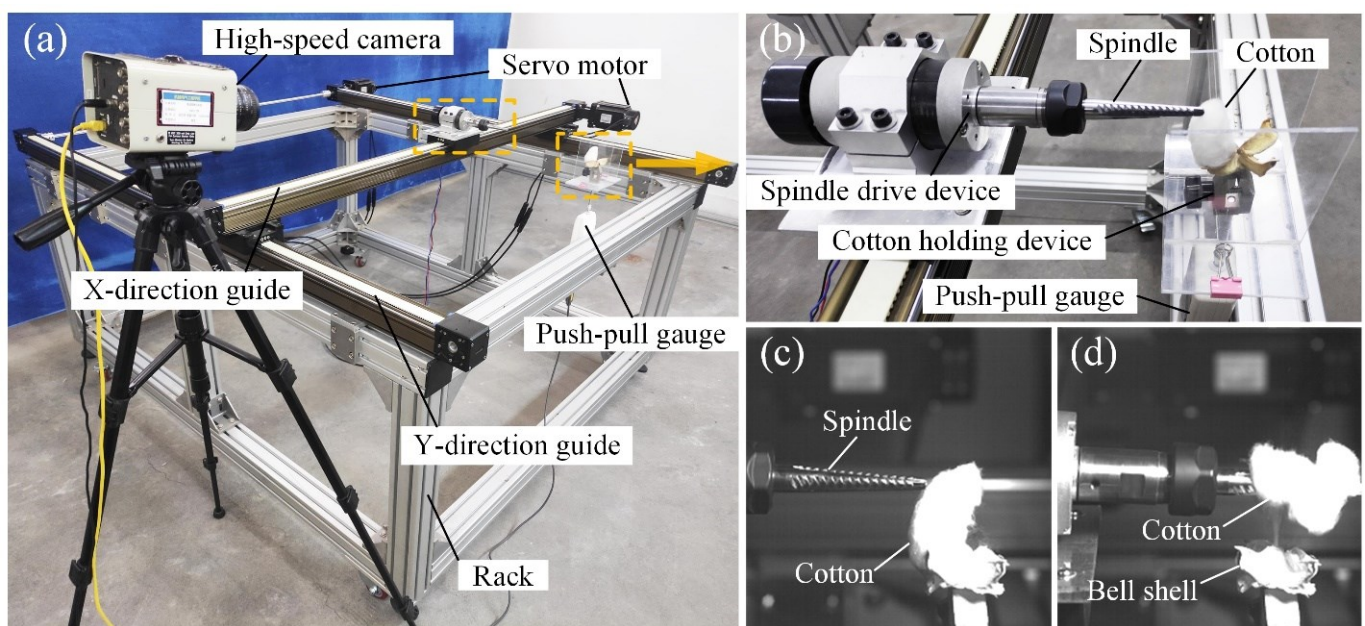 (a)
High-speed camera
Servo motor
X-direction guide
Push-pull gauge
Y-direction guide
Rack
(b)
Spindle
Cotton
Spindle drive device
Cotton holding device
Push-pull gauge
(c)
Spindle
Cotton
(d)
Cotton
Bell shell